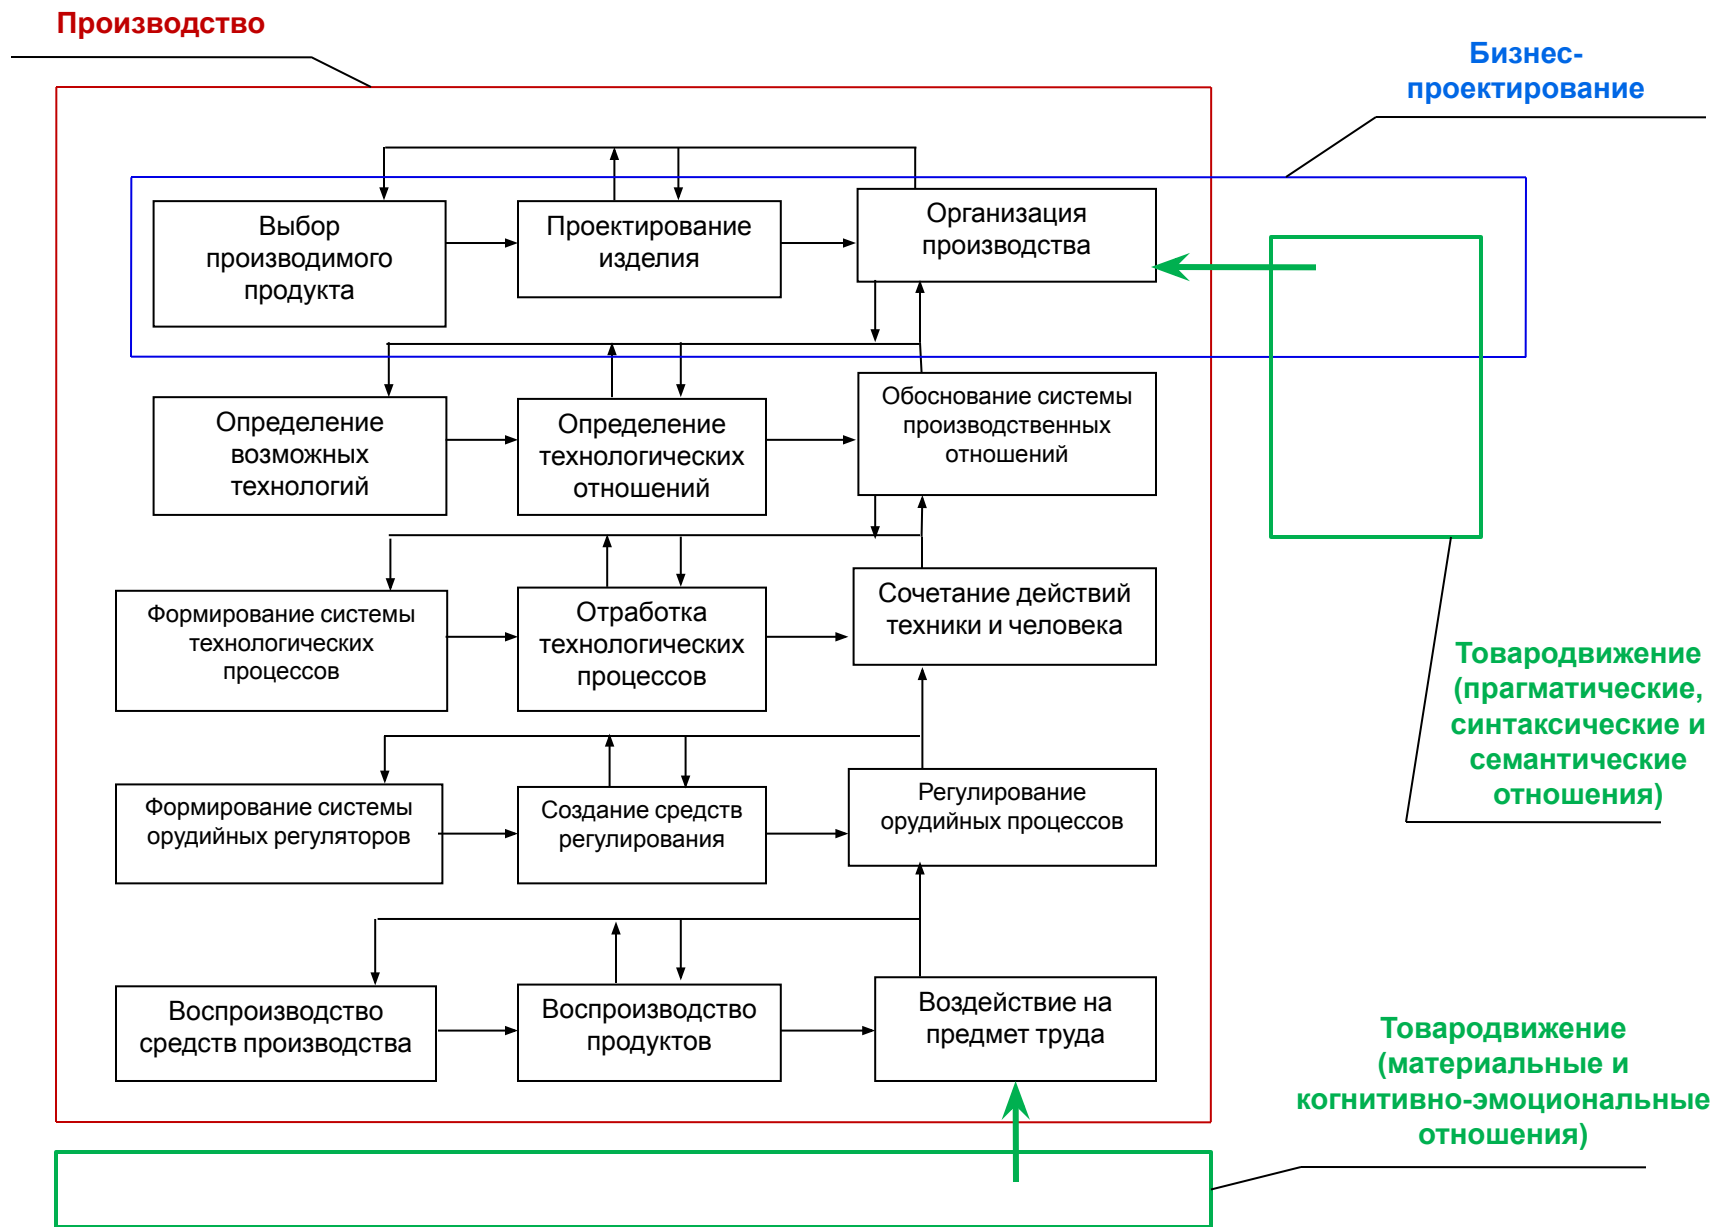 Производство
Бизнес-
проектирование
Выбор
производимого
продукта
Проектирование
изделия
Организация
производства
Определение
возможных
технологий
Определение
технологических
отношений
Обоснование системы
производственных
отношений
Формирование системы
технологических
процессов
Отработка
технологических
процессов
Сочетание действий
техники и человека
Товародвижение
(прагматические,
синтаксические и
семантические
отношения)
Формирование системы
орудийных регуляторов
Создание средств
регулирования
Регулирование
орудийных процессов
Воспроизводство
средств производства
Воспроизводство
продуктов
Воздействие на
предмет труда
Товародвижение
(материальные и
когнитивно-эмоциональные
отношения)